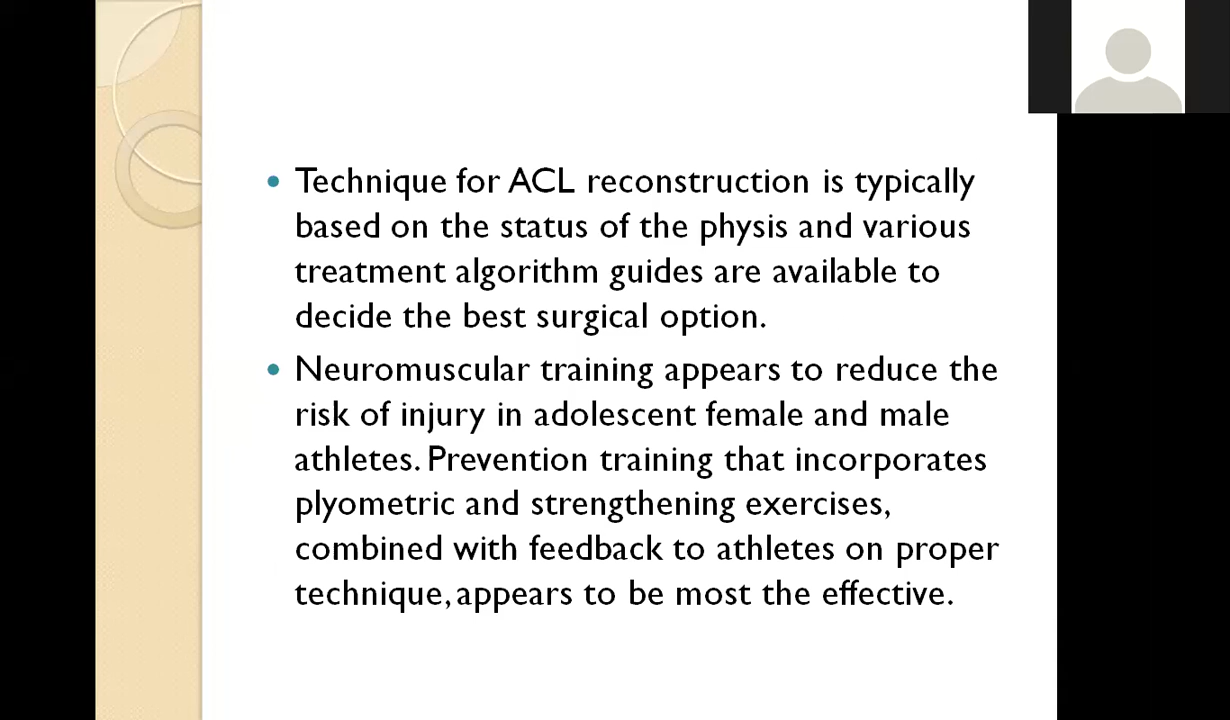 • Technique for ACL reconstruction is typically
based on the status of the physis and various
treatment algorithm guides are available to
decide the best surgical option.
• Neuromuscular training appears to reduce the
risk of injury in adolescent female and male
athletes. Prevention training that incorporates
plyometric and strengthening exercises,
combined with feedback to athletes on proper
technique, appears to be most the effective.